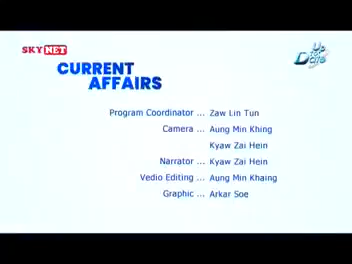 SKYNET
Up to Date
CURRENT
AFFAIRS
Program Coordinator ... Zaw Lin Tun
Camera ... Aung Min Khing
Kyaw Zai Hein
Narrator ... Kyaw Zai Hein
Vedio Editing ... Aung Min Khaing
Graphic ... Arkar Soe